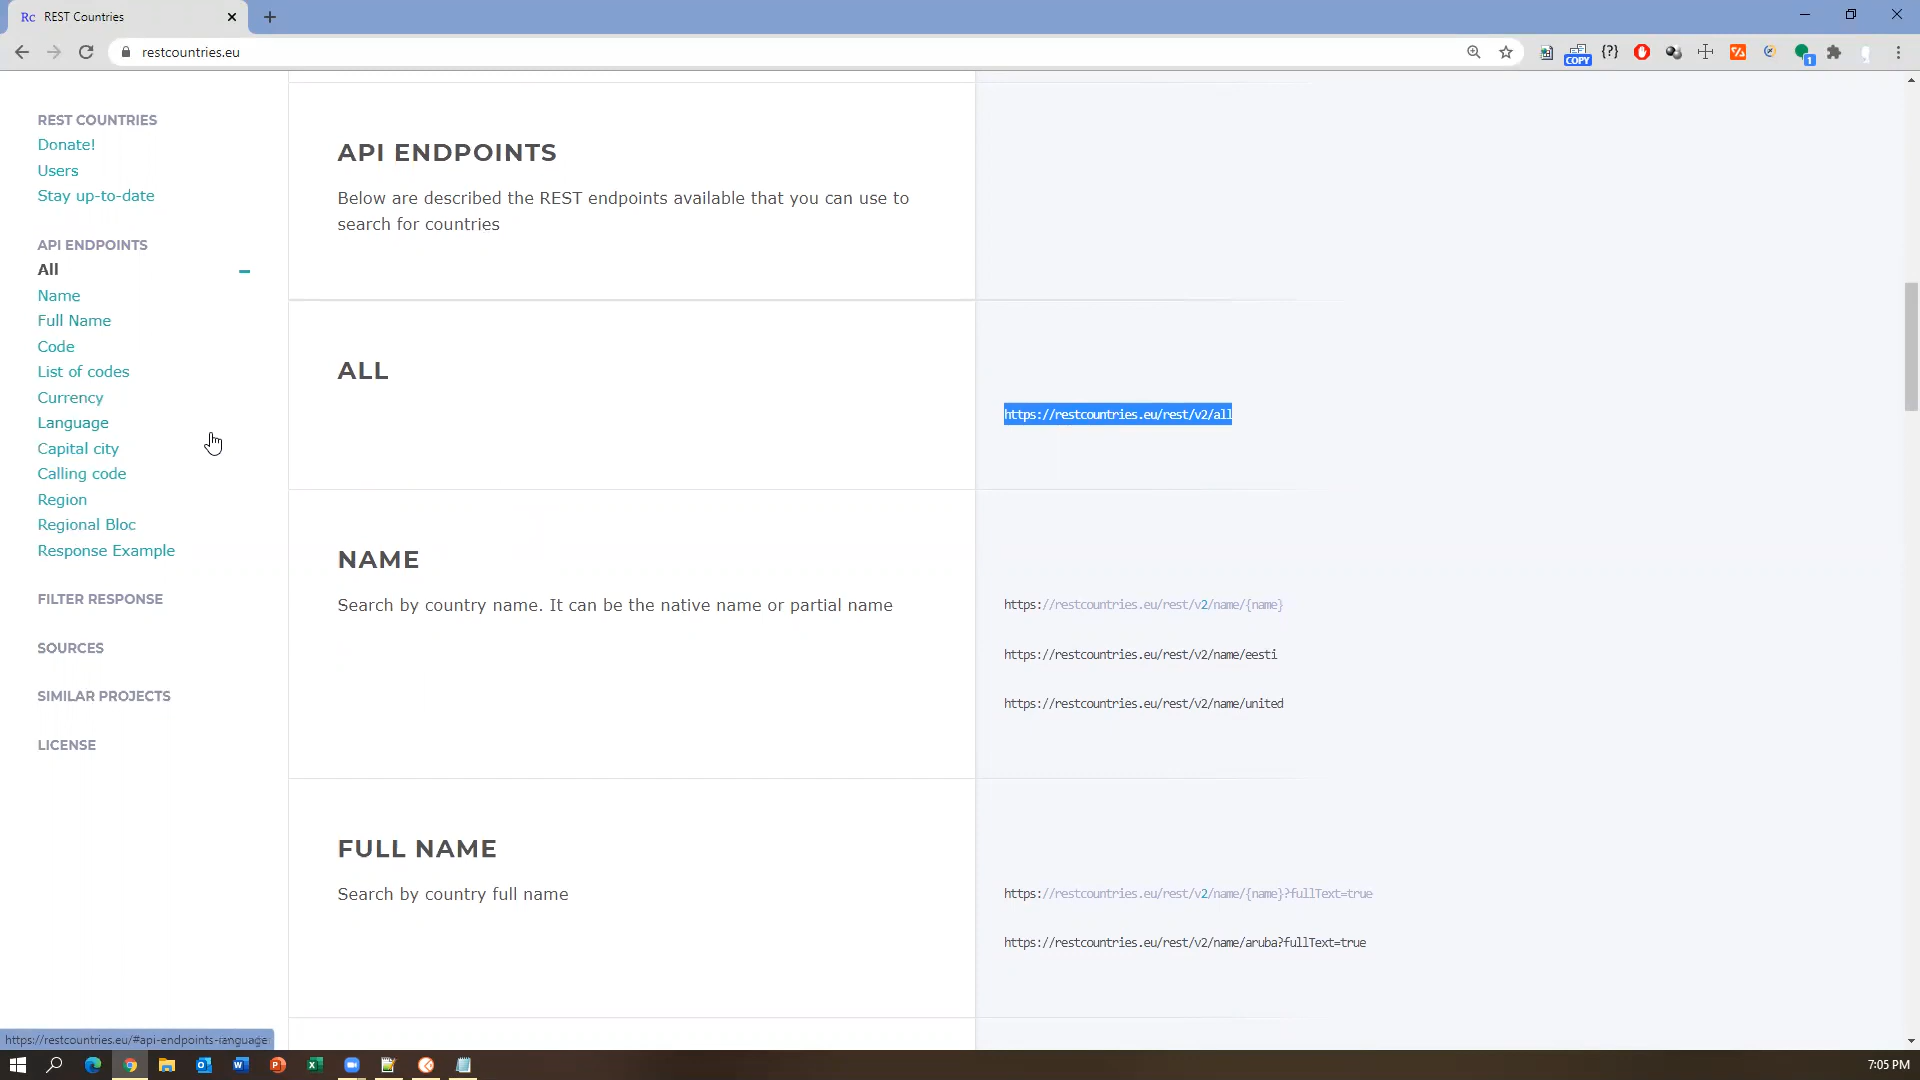 Rc REST Countries
restcountries.eu
COPY
{?}
1
REST COUNTRIES
Donate!
Users
Stay up-to-date
API ENDPOINTS
All
Name
Full Name
Code
List of codes
Currency
Language
Capital city
Calling code
Region
Regional Bloc
Response Example
FILTER RESPONSE
SOURCES
SIMILAR PROJECTS
LICENSE
API ENDPOINTS
Below are described the REST endpoints available that you can use to
search for countries
ALL
https://restcountries.eu/rest/v2/all
NAME
Search by country name. It can be the native name or partial name
https://restcountries.eu/rest/v2/name/{name}
https://restcountries.eu/rest/v2/name/eesti
https://restcountries.eu/rest/v2/name/united
FULL NAME
Search by country full name
https://restcountries.eu/rest/v2/name/{name}?fullText=true
https://restcountries.eu/rest/v2/name/aruba?fullText=true
https://restcountries.eu/#api-endpoints-language
7:05 PM